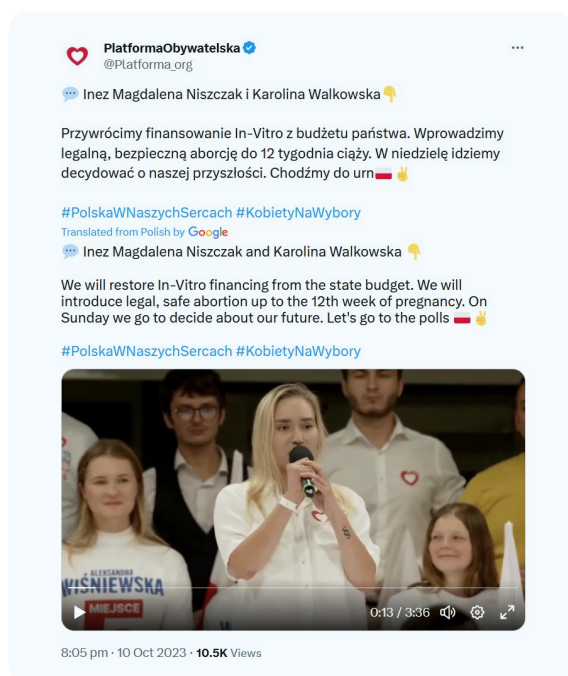 PlatformaObywatelska
@Platforma_org
💬 Inez Magdalena Niszczak i Karolina Walkowska👇
Przywrócimy finansowanie In-Vitro z budżetu państwa. Wprowadzimy
legalną, bezpieczną aborcję do 12 tygodnia ciąży. W niedzielę idziemy
decydować o naszej przyszłości. Chodźmy do urn🇵🇱✌️
#PolskaWNaszychSercach #KobietyNaWybory
Translated from Polish by Google
💬 Inez Magdalena Niszczak and Karolina Walkowska 👇
We will restore In-Vitro financing from the state budget. We will
introduce legal, safe abortion up to the 12th week of pregnancy. On
Sunday we go to decide about our future. Let's go to the polls 🇵🇱 ✌️
#PolskaWNaszychSercach #KobietyNaWybory
ALEKSANDRA
WIŚNIEWSKA
MIEJSCE
0:13 / 3:36
8:05 pm · 10 Oct 2023 · 10.5K Views